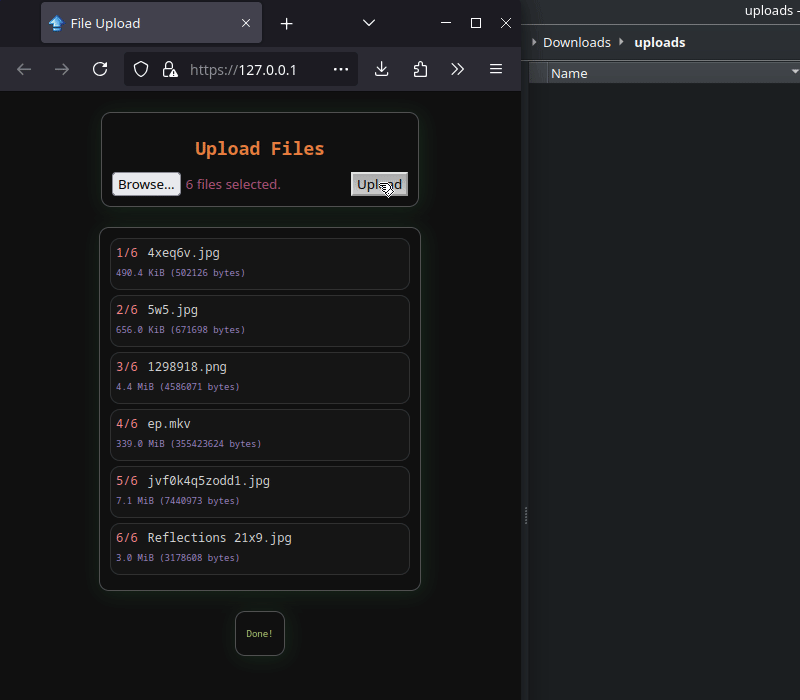 File Upload
uploads -
Downloads uploads
https://127.0.0.1
Name
Upload Files
Browse... 6 files selected. Upload
1/6 4xeq6v.jpg
490.4 KiB (502126 bytes)
2/6 5w5.jpg
656.0 KiB (671698 bytes)
3/6 1298918.png
4.4 MiB (4586071 bytes)
4/6 ep.mkv
339.0 MiB (355423624 bytes)
5/6 jvf0k4q5zodd1.jpg
7.1 MiB (7440973 bytes)
6/6 Reflections 21x9.jpg
3.0 MiB (3178608 bytes)
Done!